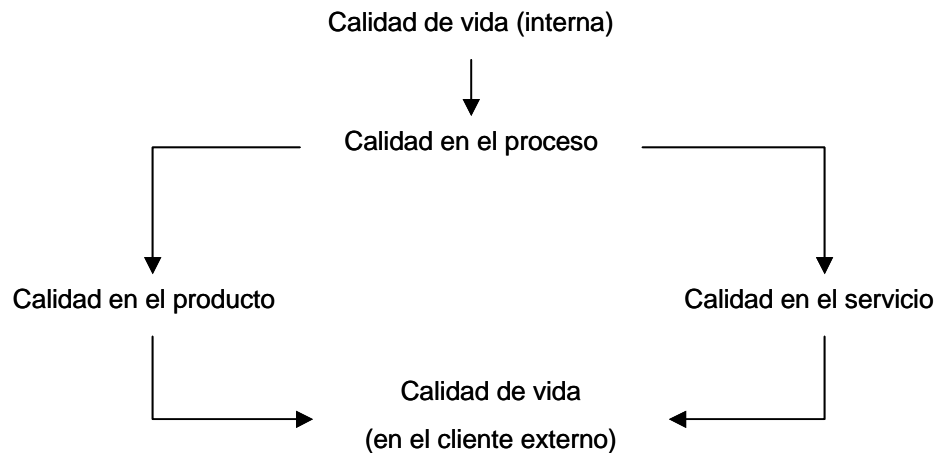 Calidad de vida (interna)
Calidad en el proceso
Calidad en el producto
Calidad en el servicio
Calidad de vida
(en el cliente externo)